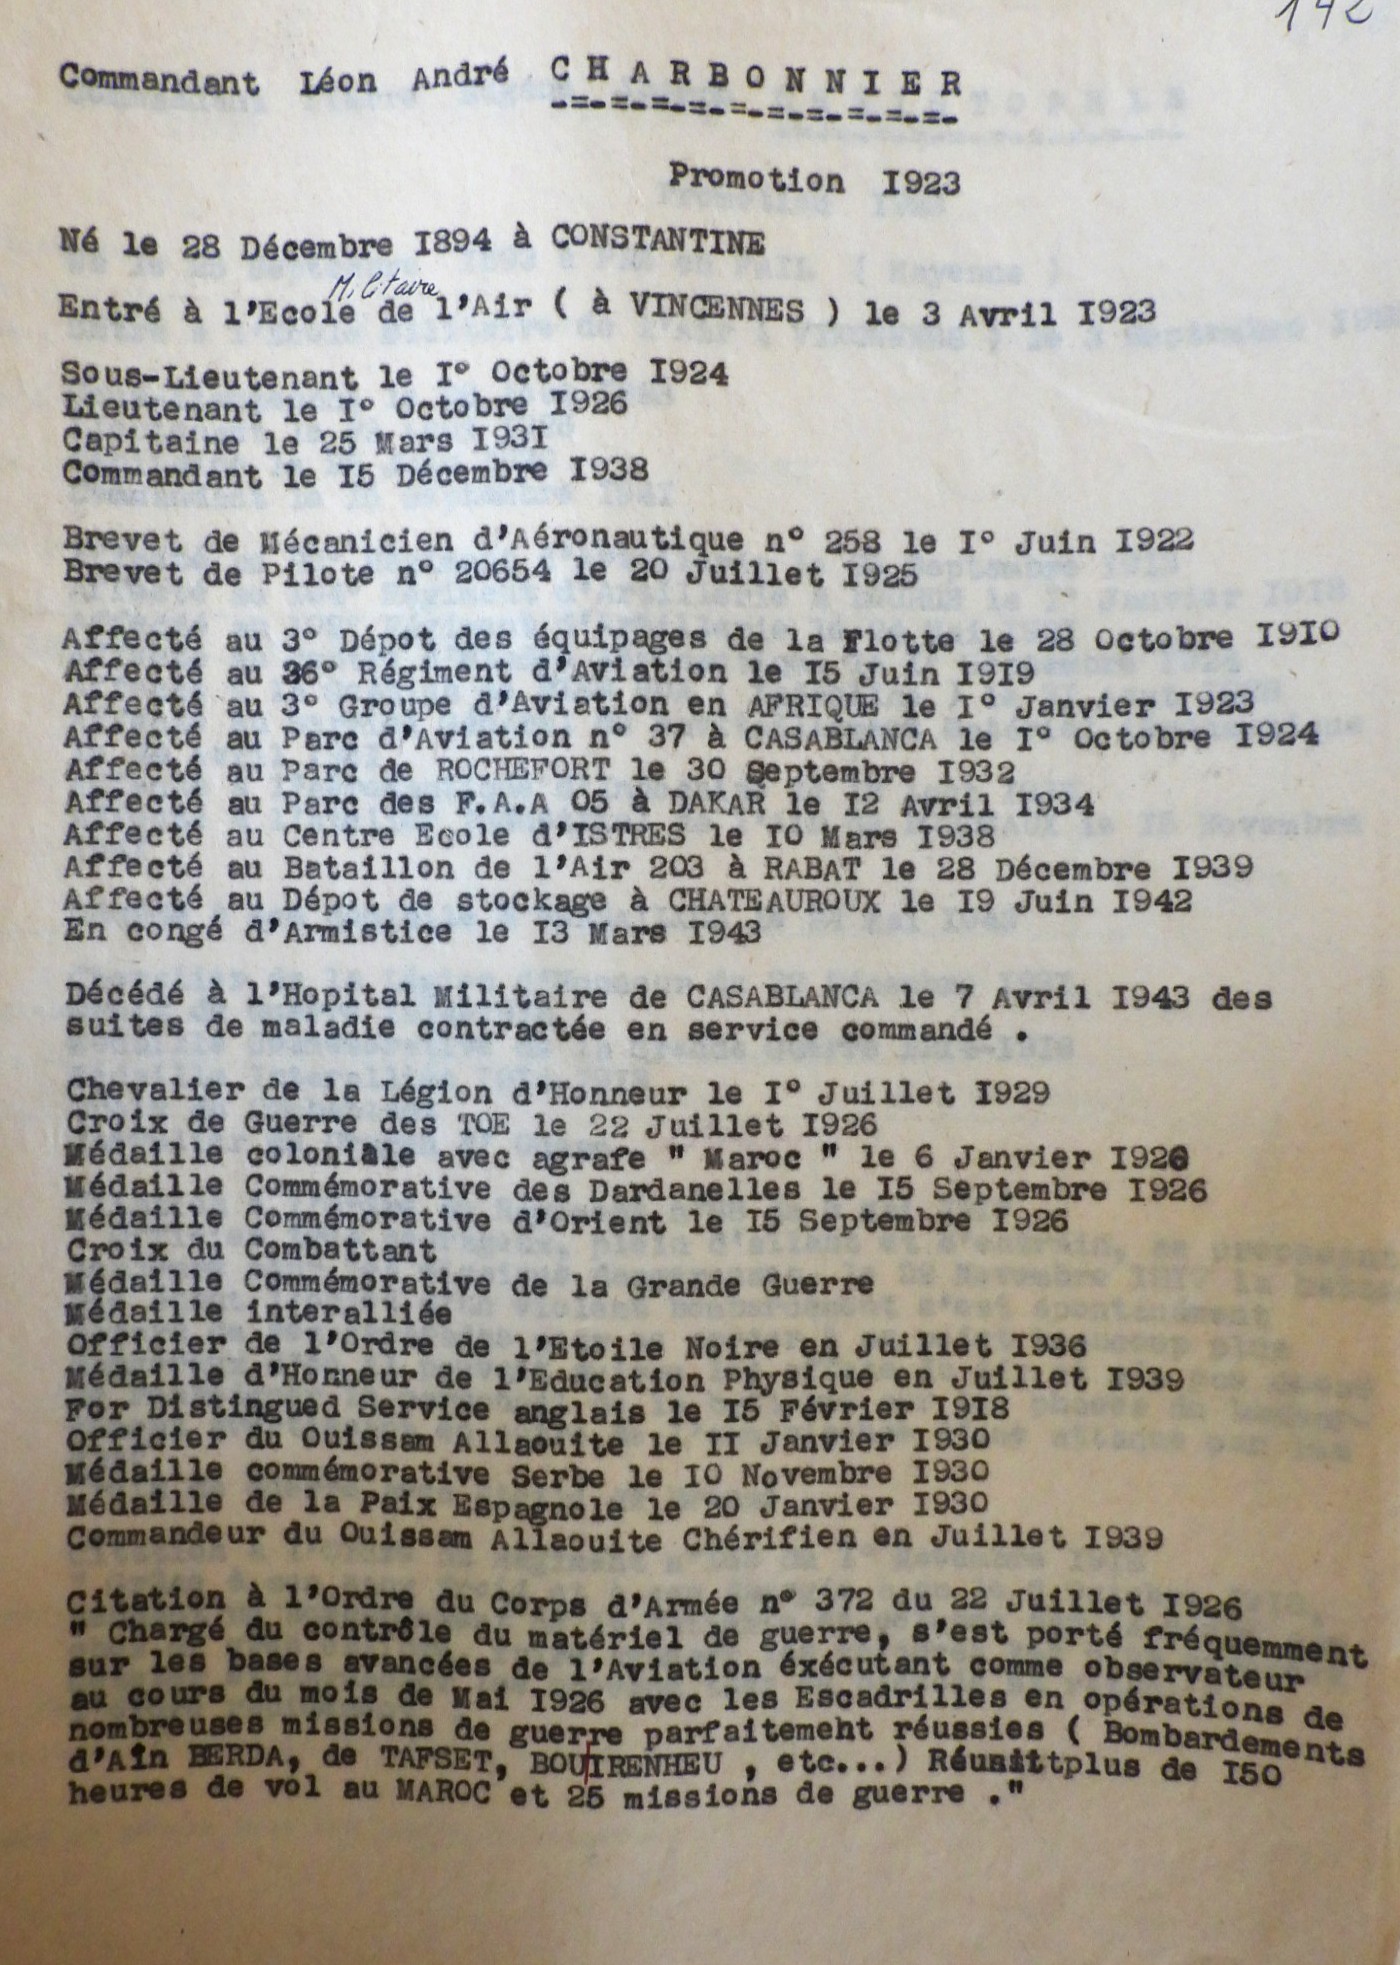 142
Commandant Léon André CHARBONNIER
-=-=-=-=-=-=-=-=-=-=-
Promotion I923
Né le 28 Décembre I894 à CONSTANTINE
Militaire
Entré à l'Ecole de l'Air ( à VINCENNES ) le 3 Avril I923
Sous-Lieutenant le I° Octobre I924
Lieutenant le I° Octobre I926
Capitaine le 25 Mars I93I
Commandant le I5 Décembre I938
Brevet de Mécanicien d'Aéronautique n° 258 le I° Juin I922
Brevet de Pilote n° 20654 le 20 Juillet I925
Affecté au 3° Dépot des équipages de la Flotte le 28 Octobre I9IO
Affecté au 36° Régiment d'Aviation le I5 Juin I9I9
Affecté au 3° Groupe d'Aviation en AFRIQUE le I° Janvier I923
Affecté au Parc d'Aviation n° 37 à CASABLANCA le I° Octobre I924
Affecté au Parc de ROCHEFORT le 30 Septembre I932
Affecté au Parc des F.A.A 05 à DAKAR le I2 Avril I934
Affecté au Centre Ecole d'ISTRES le IO Mars I938
Affecté au Bataillon de l'Air 203 à RABAT le 28 Décembre I939
Affecté au Dépot de stockage à CHATEAUROUX le I9 Juin I942
En congé d'Armistice le I3 Mars I943
Décédé à l'Hopital Militaire de CASABLANCA le 7 Avril I943 des
suites de maladie contractée en service commandé .
Chevalier de la Légion d'Honneur le I° Juillet I929
Croix de Guerre des TOE le 22 Juillet I926
Médaille coloniale avec agrafe " Maroc " le 6 Janvier I926
Médaille Commémorative des Dardanelles le I5 Septembre I926
Médaille Commémorative d'Orient le I5 Septembre I926
Croix du Combattant
Médaille Commémorative de la Grande Guerre
Médaille interalliée
Officier de l'Ordre de l'Etoile Noire en Juillet I936
Médaille d'Honneur de l'Education Physique en Juillet I939
For Distingued Service anglais le I5 Février I9I8
Officier du Ouissam Allaouite le II Janvier I930
Médaille commémorative Serbe le IO Novembre I930
Médaille de la Paix Espagnole le 20 Janvier I930
Commandeur du Ouissam Allaouite Chérifien en Juillet I939
Citation à l'Ordre du Corps d'Armée n° 372 du 22 Juillet I926
" Chargé du contrôle du matériel de guerre, s'est porté fréquemment
sur les bases avancées de l'Aviation éxécutant comme observateur
au cours du mois de Mai I926 avec les Escadrilles en opérations de
nombreuses missions de guerre parfaitement réussies ( Bombardements
d'Ain BERDA, de TAFSET, BOUIRENHEU , etc...) Réunit plus de I50
heures de vol au MAROC et 25 missions de guerre ."